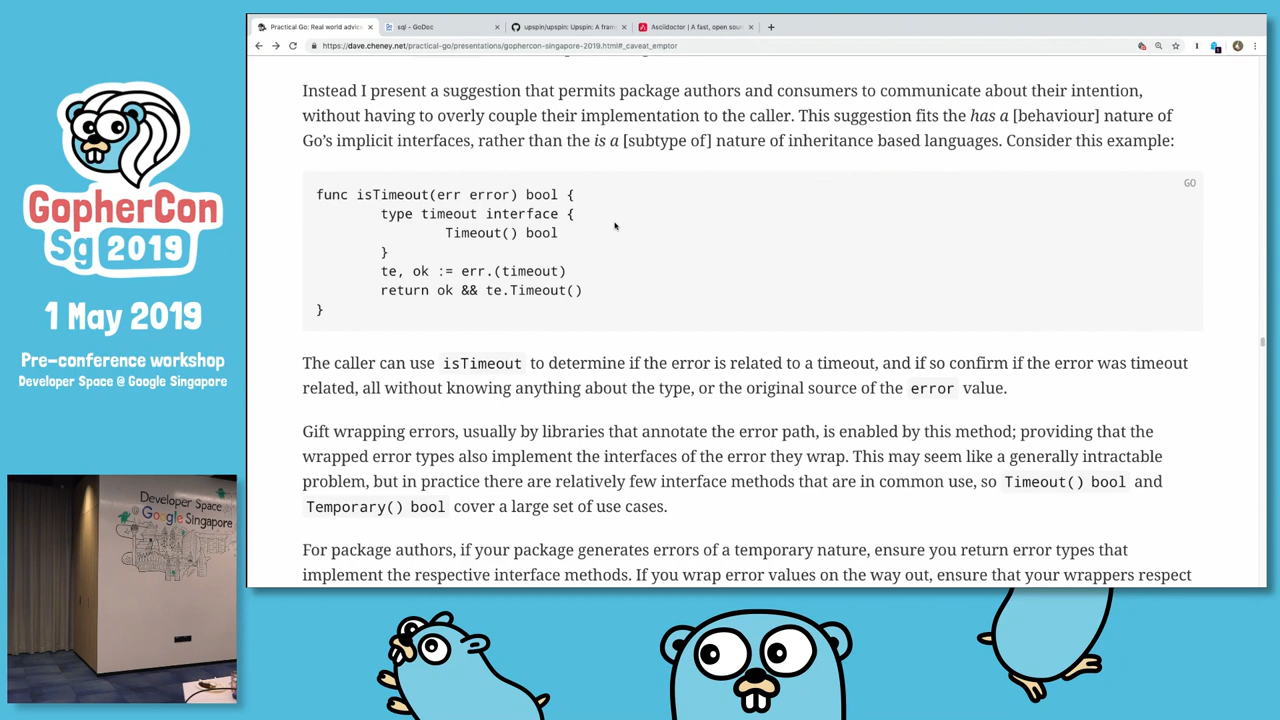 Practical Go: Real world advic
sql - GoDoc
upspin/upspin: Upspin: A fram
Asciidoctor | A fast, open sour
https://dave.cheney.net/practical-go/presentations/gophercon-singapore-2019.html#_caveat_emptor
Instead I present a suggestion that permits package authors and consumers to communicate about their intention,
without having to overly couple their implementation to the caller. This suggestion fits the has a [behaviour] nature of
Go’s implicit interfaces, rather than the is a [subtype of] nature of inheritance based languages. Consider this example:
GO
func isTimeout(err error) bool {
type timeout interface {
Timeout() bool
}
te, ok := err.(timeout)
return ok && te.Timeout()
}
The caller can use isTimeout to determine if the error is related to a timeout, and if so confirm if the error was timeout
related, all without knowing anything about the type, or the original source of the error value.
Gift wrapping errors, usually by libraries that annotate the error path, is enabled by this method; providing that the
wrapped error types also implement the interfaces of the error they wrap. This may seem like a generally intractable
problem, but in practice there are relatively few interface methods that are in common use, so Timeout() bool and
Temporary() bool cover a large set of use cases.
For package authors, if your package generates errors of a temporary nature, ensure you return error types that
implement the respective interface methods. If you wrap error values on the way out, ensure that your wrappers respect
GopherCon
Sg 2019
1 May 2019
Pre-conference workshop
Developer Space @ Google Singapore
Developer Space
Google Singapore